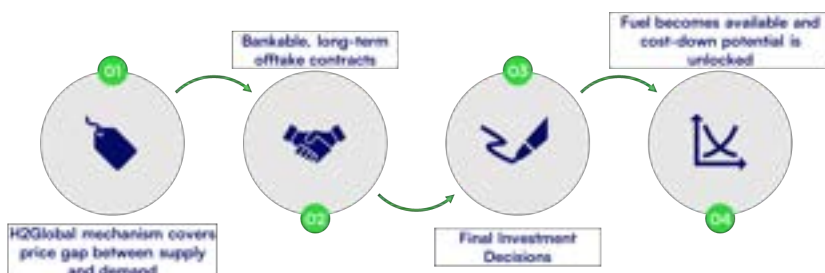 01
H2Global mechanism covers
price gap between supply
and demand
Bankable, long-term
offtake contracts
02
03
Final Investment
Decisions
Fuel becomes available and
cost-down potential is
unlocked
04